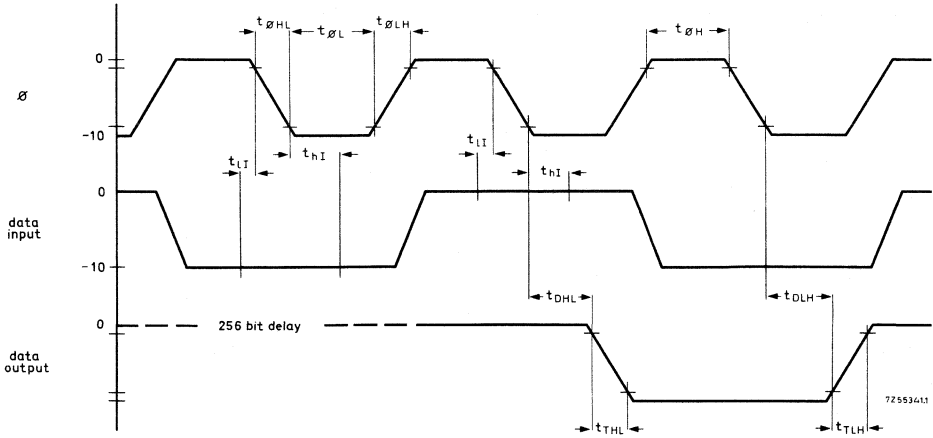 tØHL
tØL
tØLH
tØH
0
Ø
-10
tlI
thI
tlI
thI
0
data
input
-10
tDHL
tDLH
0
256 bit delay
data
output
7Z55341.1
tTHL
tTLH